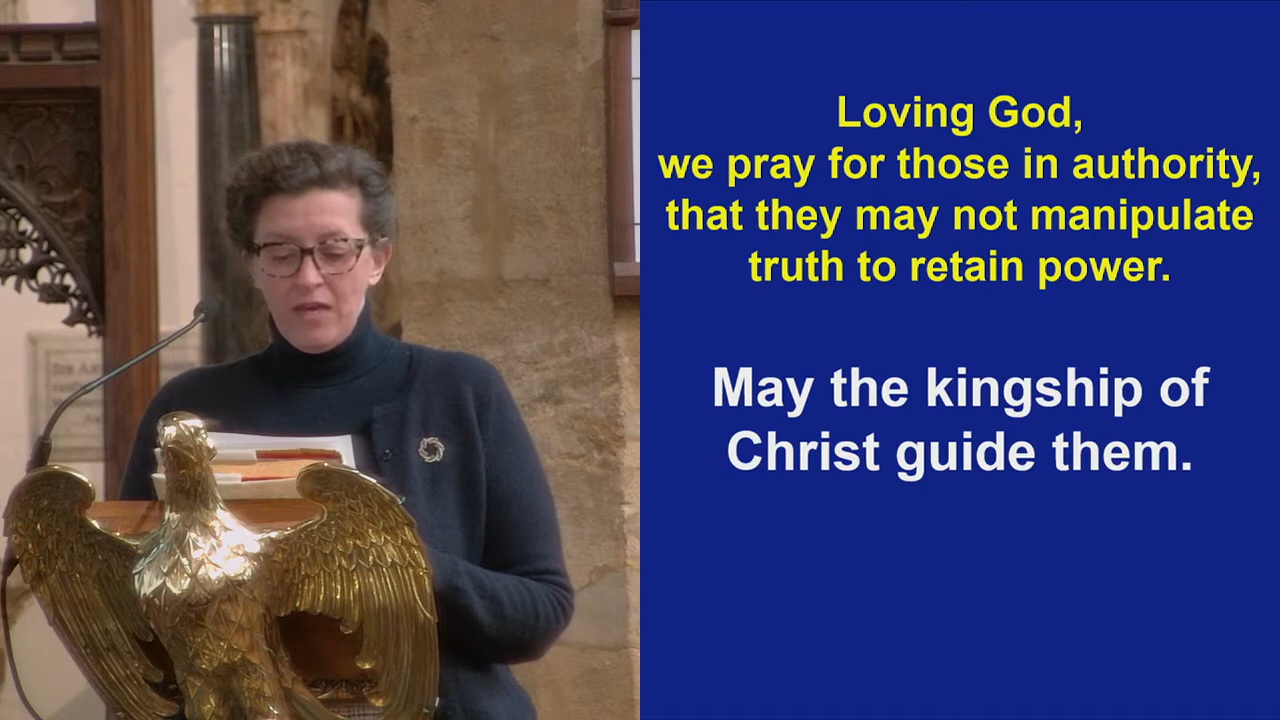 Loving God,
we pray for those in authority,
that they may not manipulate
truth to retain power.
May the kingship of
Christ guide them.